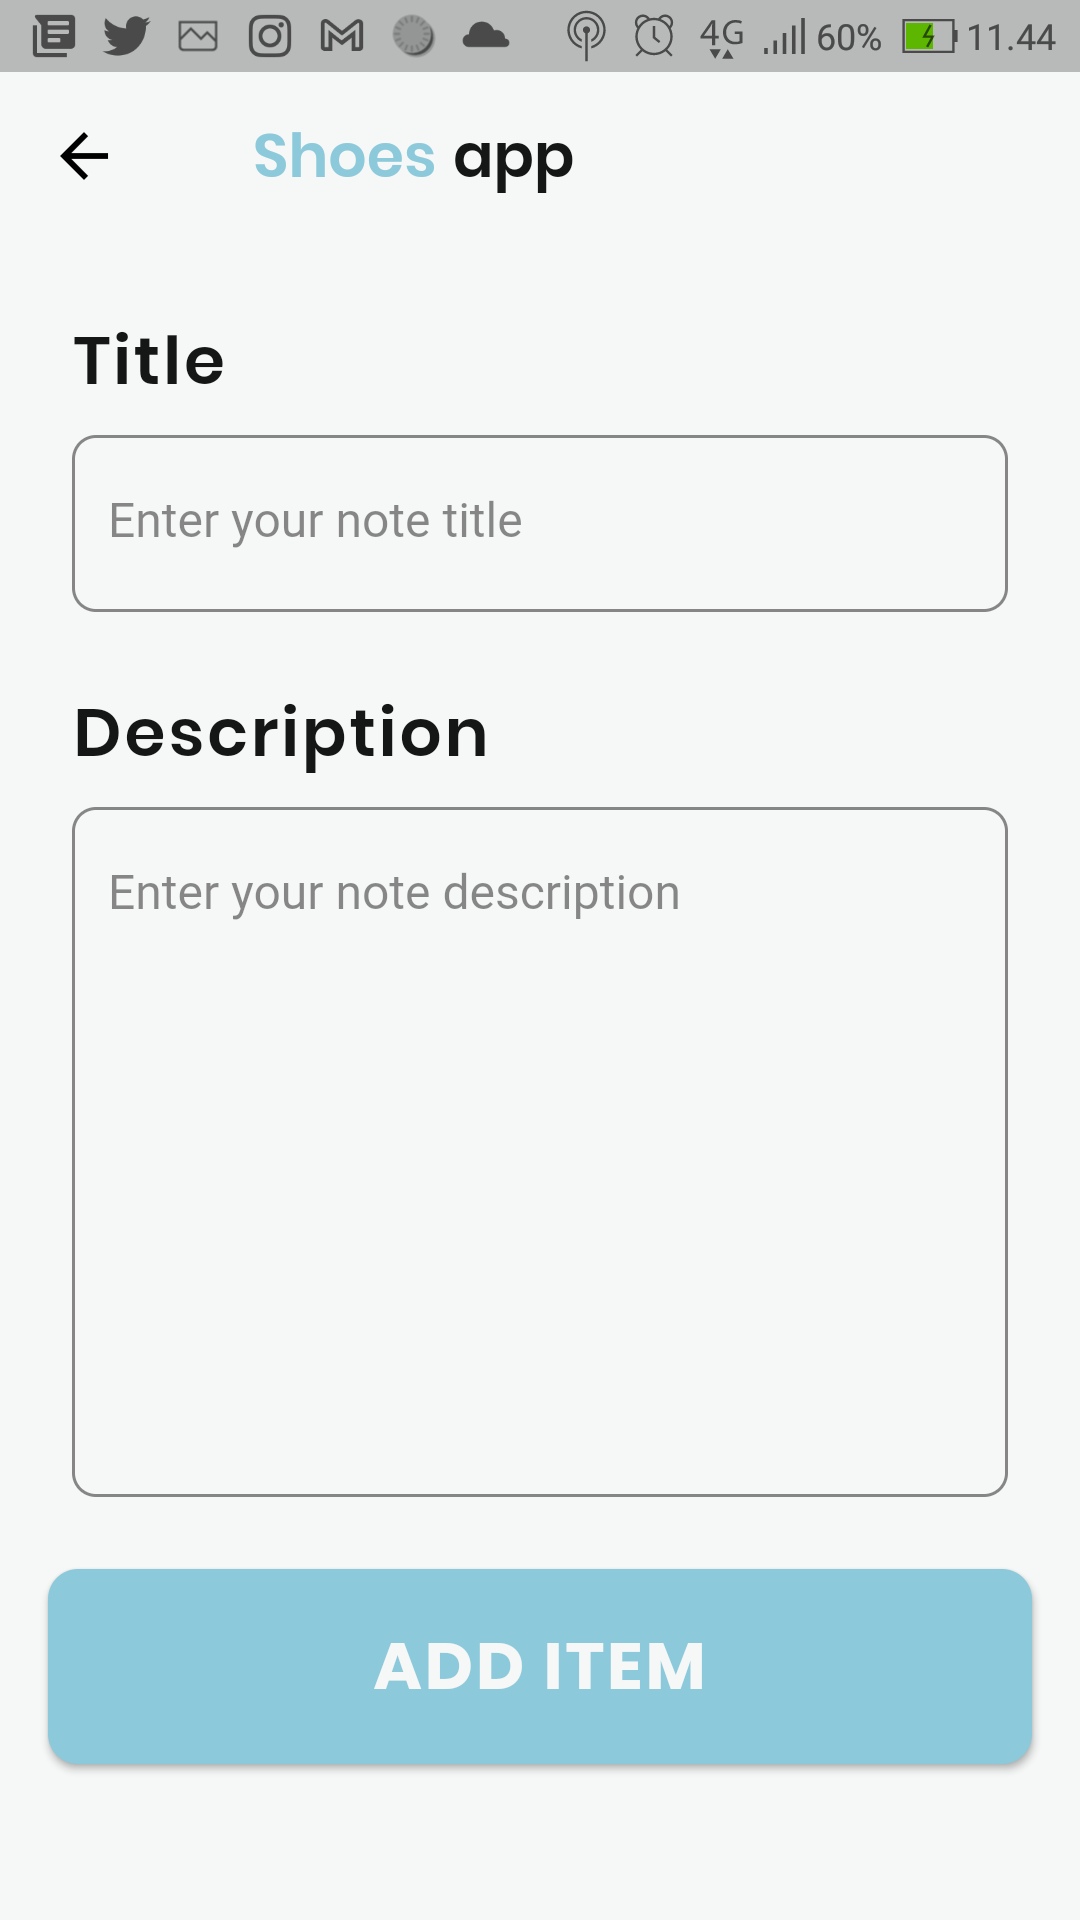 4G 60% 11.44
Shoes app
Title
Enter your note title
Description
Enter your note description
ADD ITEM